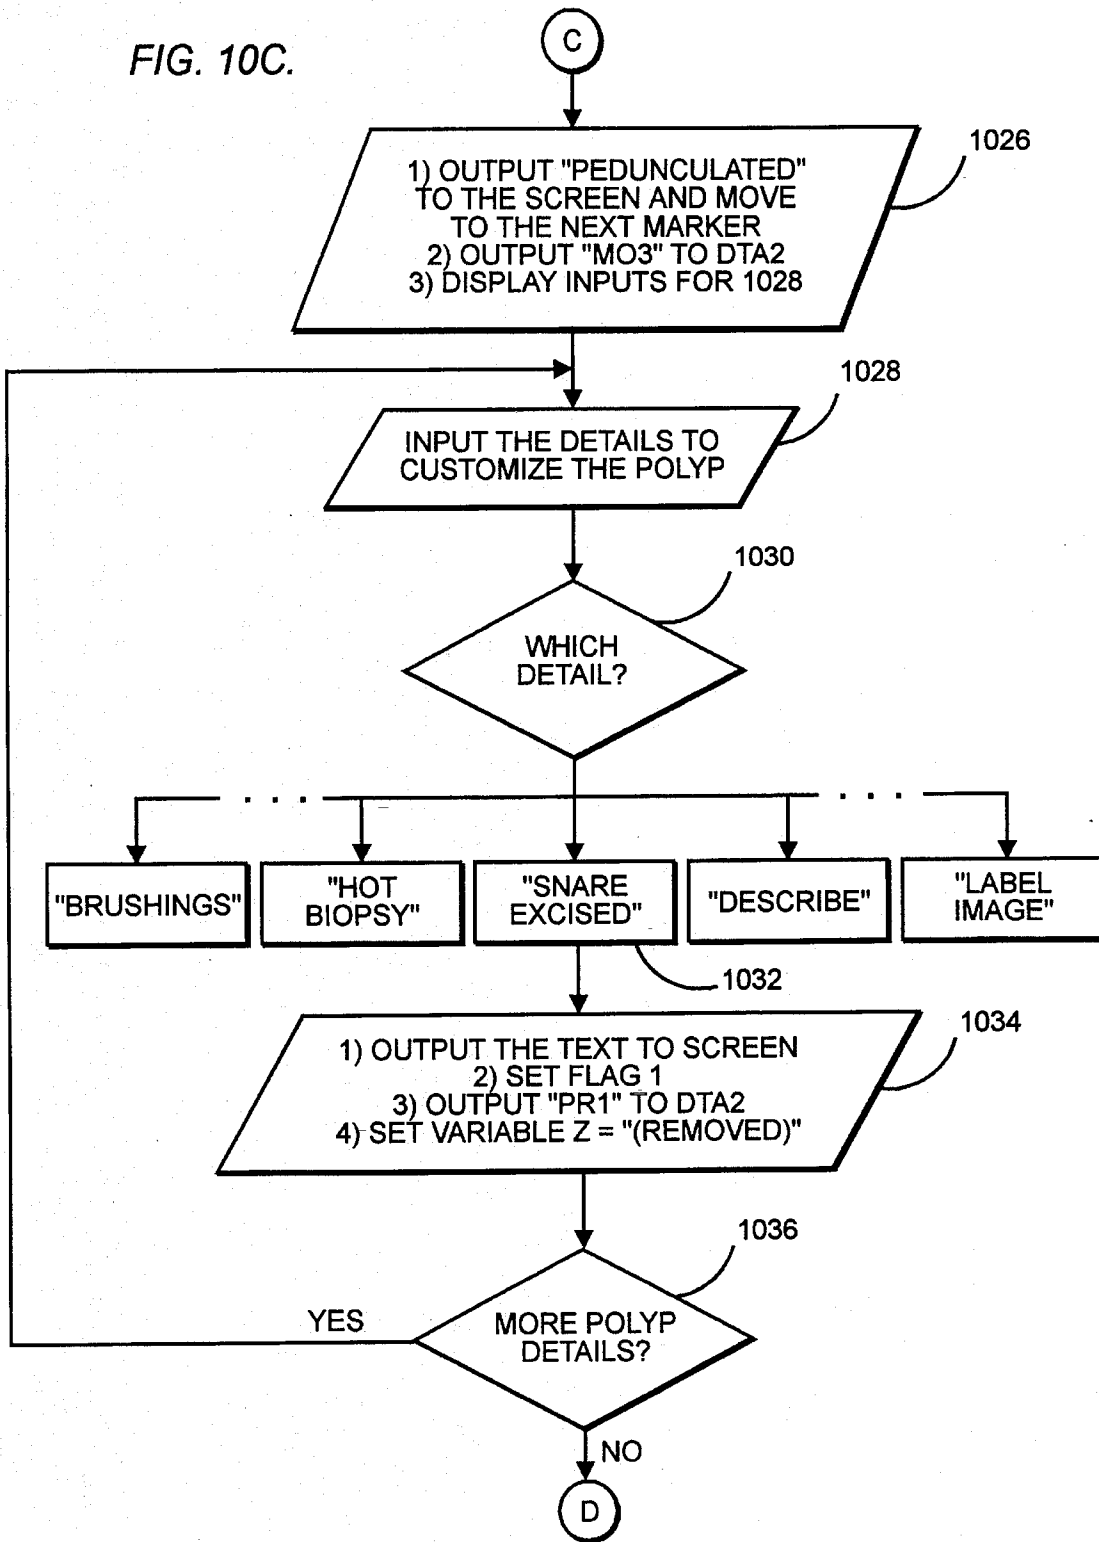 FIG. 10C.
C
1) OUTPUT "PEDUNCULATED"
TO THE SCREEN AND MOVE
TO THE NEXT MARKER
2) OUTPUT "MO3" TO DTA2
3) DISPLAY INPUTS FOR 1028
1026
INPUT THE DETAILS TO
CUSTOMIZE THE POLYP
1028
WHICH
DETAIL?
1030
. . .
. . .
"BRUSHINGS"
"HOT
BIOPSY"
"SNARE
EXCISED"
"DESCRIBE"
"LABEL
IMAGE"
1032
1) OUTPUT THE TEXT TO SCREEN
2) SET FLAG 1
3) OUTPUT "PR1" TO DTA2
4) SET VARIABLE Z = "(REMOVED)"
1034
MORE POLYP
DETAILS?
1036
YES
NO
D